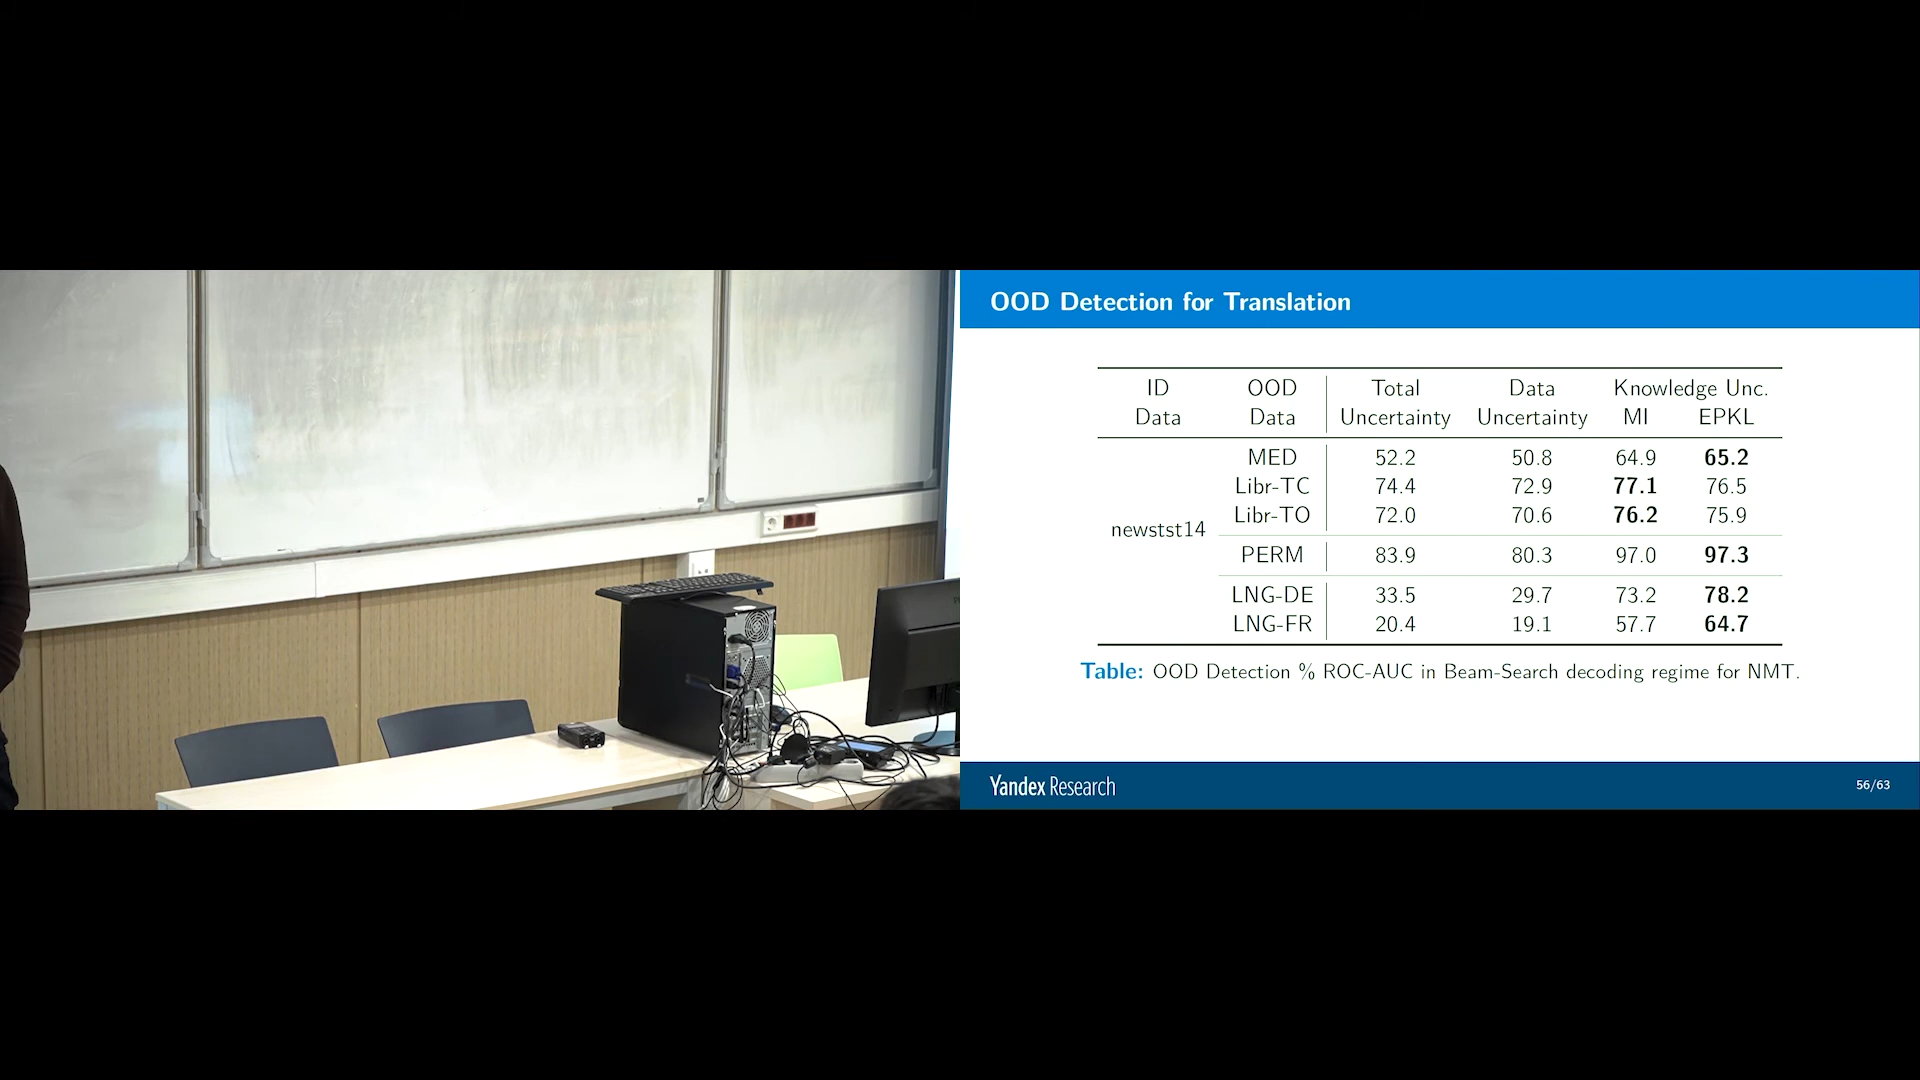 OOD Detection for Translation
ID OOD Total Data Knowledge Unc.
Data Data Uncertainty Uncertainty MI EPKL
MED 52.2 50.8 64.9 65.2
Libr-TC 74.4 72.9 77.1 76.5
Libr-TO 72.0 70.6 76.2 75.9
newstst14
PERM 83.9 80.3 97.0 97.3
LNG-DE 33.5 29.7 73.2 78.2
LNG-FR 20.4 19.1 57.7 64.7
Table: OOD Detection % ROC-AUC in Beam-Search decoding regime for NMT.
Yandex Research 56/63